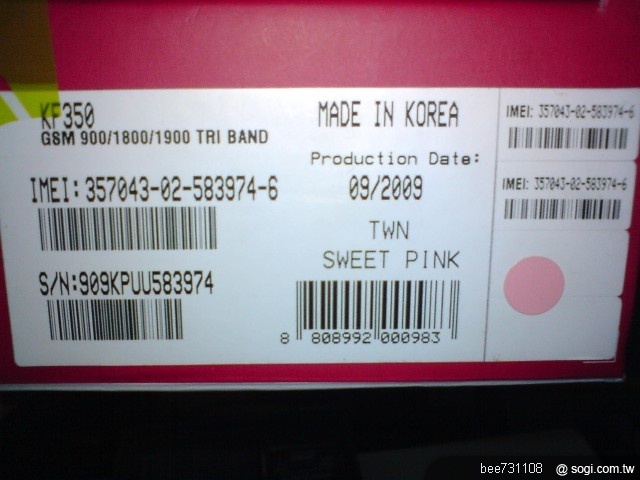 KF350
GSM 900/1800/1900 TRI BAND
IMEI: 357043-02-583974-6
S/N:909KPUU583974
MADE IN KOREA
Production Date:
09/2009
TWN
SWEET PINK
8 808992 000983
IMEI: 357043-02-583974-6
IMEI: 357043-02-583974-6
bee731108 @ sogi.com.tw